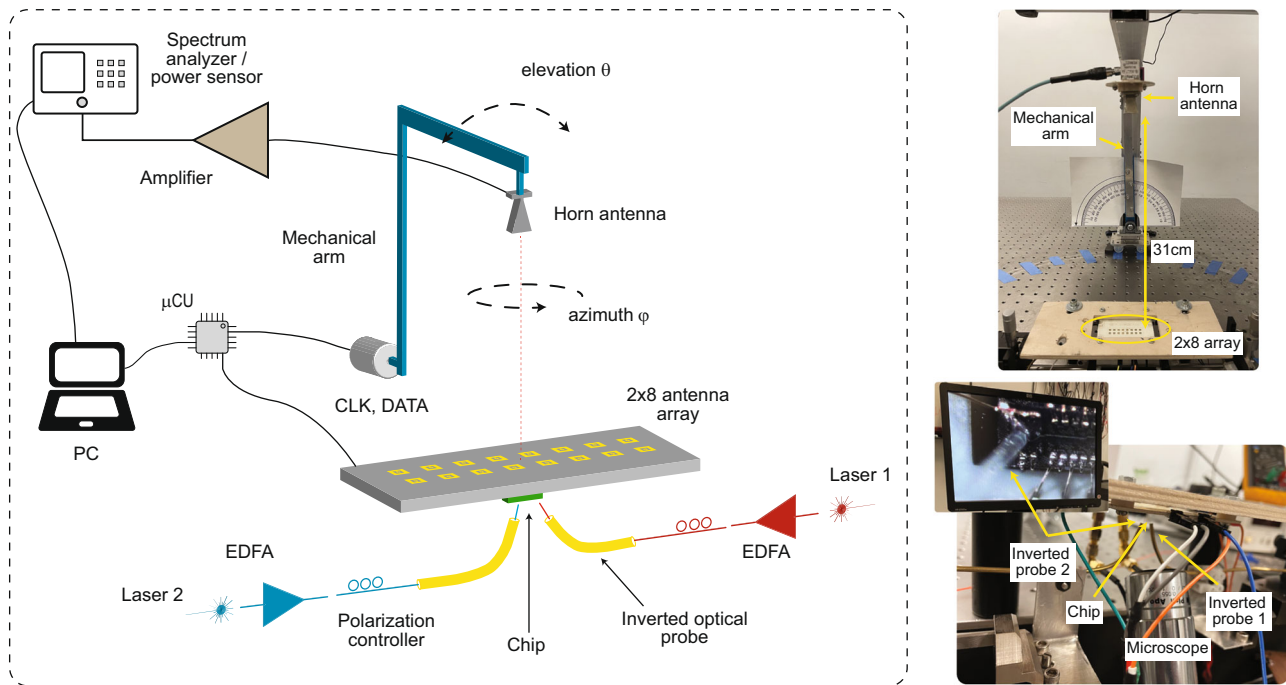 Spectrum
analyzer /
power sensor
elevation θ
Amplifier
Horn antenna
Mechanical
arm
μCU
azimuth φ
CLK, DATA
PC
2x8 antenna
array
Laser 1
EDFA
EDFA
Laser 2
Polarization
controller
Chip
Inverted optical
probe
Horn
antenna
Mechanical
arm
31cm
2x8 array
Inverted
probe 2
Chip
Inverted
probe 1
Microscope